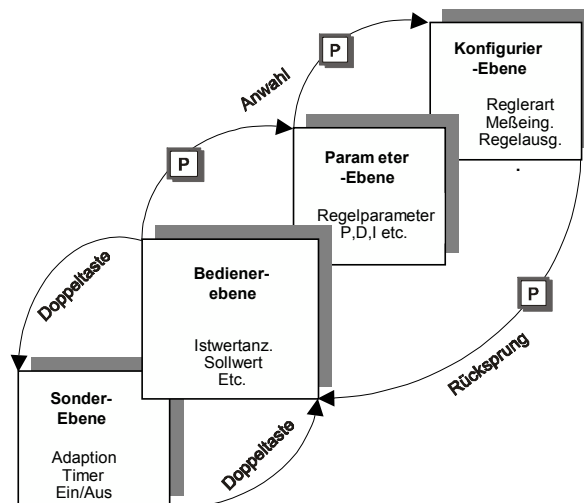 P
Konfigurier
-Ebene
Reglerart
Meßeing.
Regelausg.
.
Anwahl
P
Param eter
-Ebene
Regelparameter
P,D,I etc.
Doppeltaste
Bediener-
ebene
Istwertanz.
Sollwert
Etc.
P
Rücksprung
Sonder-
Ebene
Adaption
Timer
Ein/Aus
Doppeltaste